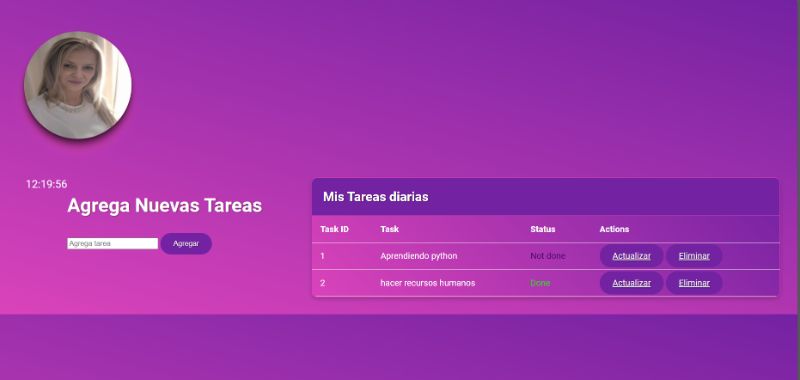 12:19:56
Agrega Nuevas Tareas
Agrega tarea Agregar
Mis Tareas diarias
Task ID Task Status Actions
1 Aprendiendo python Not done Actualizar Eliminar
2 hacer recursos humanos Done Actualizar Eliminar